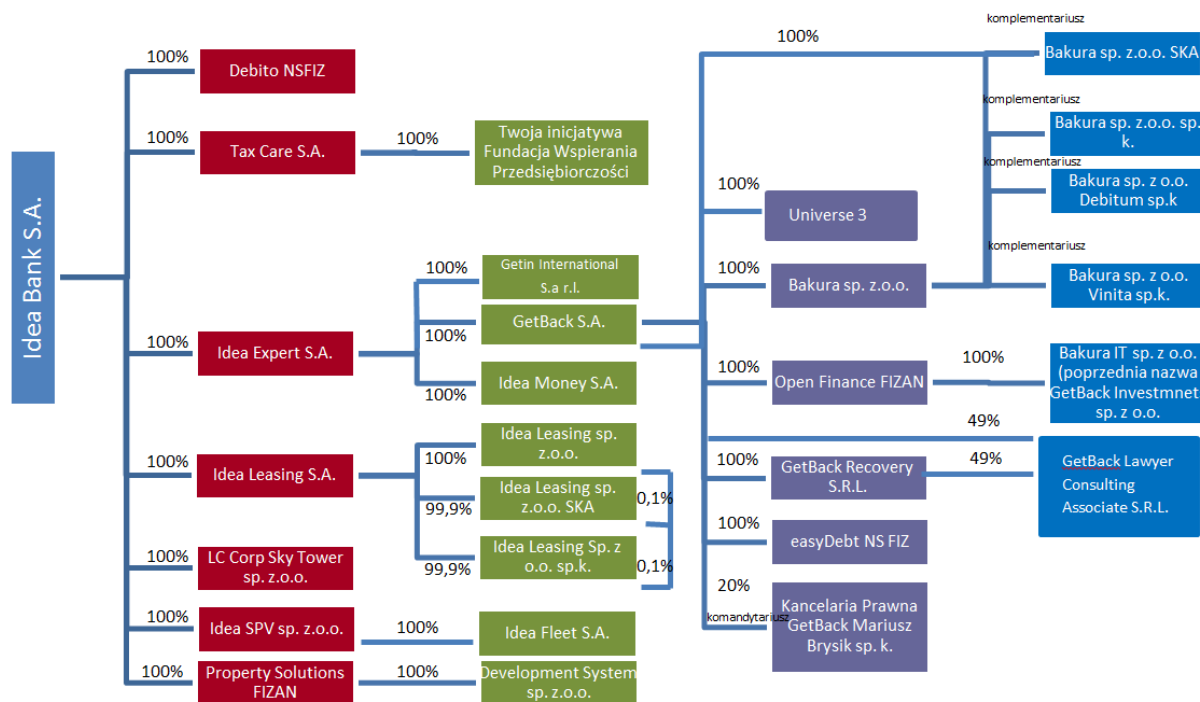 Idea Bank S.A.
100%
Debito NSFIZ
100%
Tax Care S.A.
100%
Twoja inicjatywa
Fundacja Wspierania
Przedsiębiorczości
100%
Idea Expert S.A.
100%
Getin International
S.a r.l.
100%
GetBack S.A.
100%
Idea Money S.A.
100%
Idea Leasing S.A.
100%
Idea Leasing sp.
z.o.o.
99,9%
Idea Leasing sp.
z.o.o. SKA
0,1%
99,9%
Idea Leasing Sp. z
o.o. sp.k.
0,1%
100%
LC Corp Sky Tower
sp. z.o.o.
100%
Idea SPV sp. z.o.o.
100%
Idea Fleet S.A.
100%
Property Solutions
FIZAN
100%
Development System
sp. z.o.o.
100%
komplementariusz
Bakura sp. z.o.o. SKA
komplementariusz
Bakura sp. z.o.o. sp.
k.
komplementariusz
Bakura sp. z o.o.
Debitum sp.k
komplementariusz
Bakura sp. z o.o.
Vinita sp.k.
100%
Universe 3
100%
Bakura sp. z.o.o.
100%
Open Finance FIZAN
100%
Bakura IT sp. z o.o.
(poprzednia nazwa
GetBack Investmnet
sp. z o.o.
49%
100%
GetBack Recovery
S.R.L.
49%
GetBack Lawyer
Consulting
Associate S.R.L.
100%
easyDebt NS FIZ
20%
komandytariusz
Kancelaria Prawna
GetBack Mariusz
Brysik sp. k.